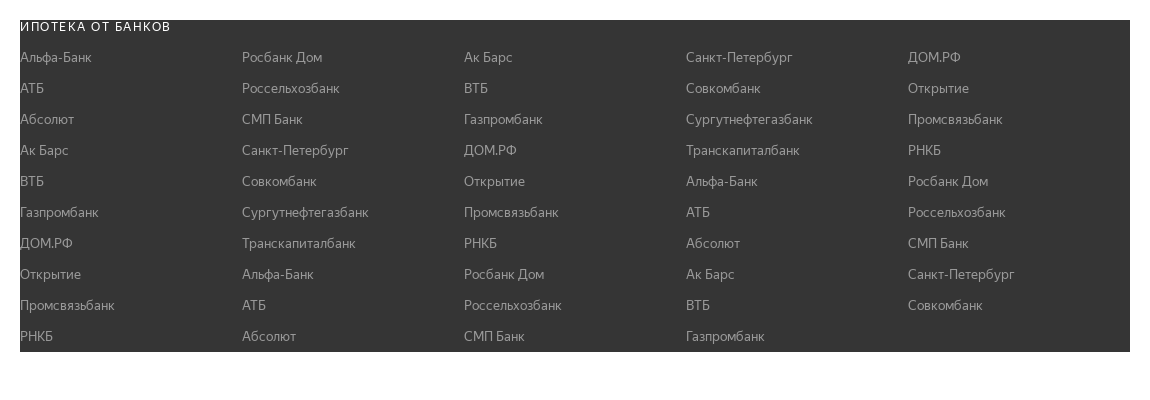 ИПОТЕКА ОТ БАНКОВ
Альфа-Банк
АТБ
Абсолют
Ак Барс
ВТБ
Газпромбанк
ДОМ.РФ
Открытие
Промсвязьбанк
РНКБ
Росбанк Дом
Россельхозбанк
СМП Банк
Санкт-Петербург
Совкомбанк
Сургутнефтегазбанк
Транскапиталбанк
Альфа-Банк
АТБ
Абсолют
Ак Барс
ВТБ
Газпромбанк
ДОМ.РФ
Открытие
Промсвязьбанк
РНКБ
Росбанк Дом
Россельхозбанк
СМП Банк
Санкт-Петербург
Совкомбанк
Сургутнефтегазбанк
Транскапиталбанк
Альфа-Банк
АТБ
Абсолют
Ак Барс
ВТБ
Газпромбанк
ДОМ.РФ
Открытие
Промсвязьбанк
РНКБ
Росбанк Дом
Россельхозбанк
СМП Банк
Санкт-Петербург
Совкомбанк